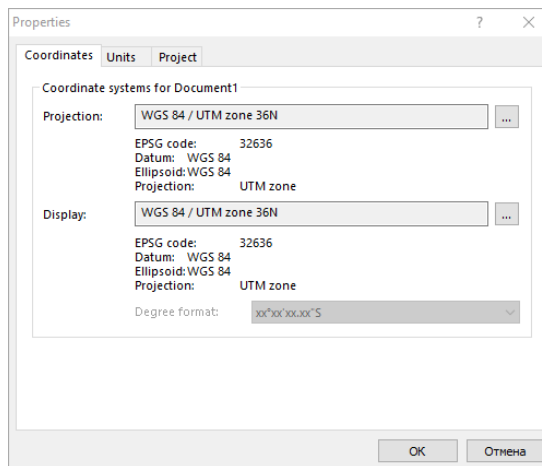 Properties
Coordinates Units Project
Coordinate systems for Document1
Projection: WGS 84 / UTM zone 36N ...
EPSG code: 32636
Datum: WGS 84
Ellipsoid: WGS 84
Projection: UTM zone
Display: WGS 84 / UTM zone 36N ...
EPSG code: 32636
Datum: WGS 84
Ellipsoid: WGS 84
Projection: UTM zone
Degree format: xx°xx'xx.xx"S
OK Отмена